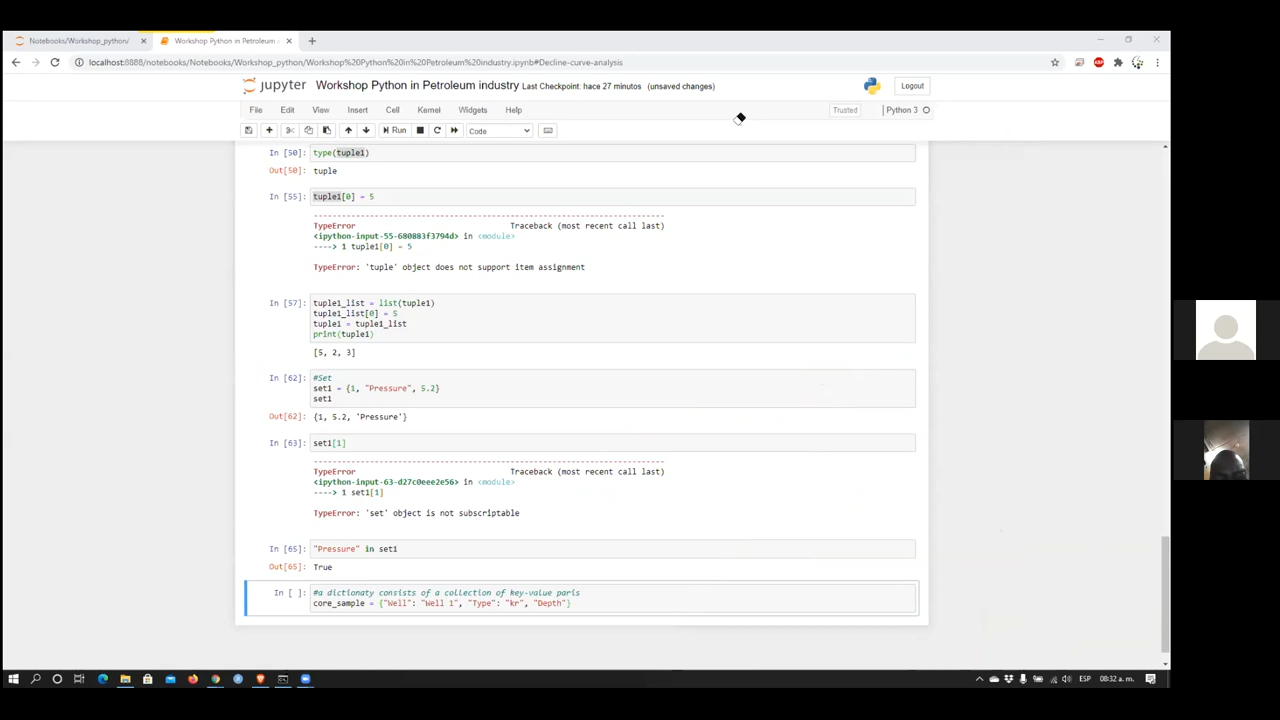 Notebooks/Workshop_python/
Workshop Python in Petroleum
localhost:8888/notebooks/Notebooks/Workshop_python/Workshop%20Python%20in%20Petroleum%20industry.ipynb#Decline-curve-analysis
jupyter Workshop Python in Petroleum industry Last Checkpoint: hace 27 minutos (unsaved changes)
Logout
File Edit View Insert Cell Kernel Widgets Help
Trusted
Python 3
Run
Code
In [50]: type(tuple1)
Out[50]: tuple
In [55]: tuple1[0] = 5
---------------------------------------------------------------------------
TypeError Traceback (most recent call last)
<ipython-input-55-680883f3794d> in <module>
----> 1 tuple1[0] = 5
TypeError: 'tuple' object does not support item assignment
In [57]: tuple1_list = list(tuple1)
tuple1_list[0] = 5
tuple1 = tuple1_list
print(tuple1)
[5, 2, 3]
In [62]: #Set
set1 = {1, "Pressure", 5.2}
set1
Out[62]: {1, 5.2, 'Pressure'}
In [63]: set1[1]
---------------------------------------------------------------------------
TypeError Traceback (most recent call last)
<ipython-input-63-d27c0eee2e56> in <module>
----> 1 set1[1]
TypeError: 'set' object is not subscriptable
In [65]: "Pressure" in set1
Out[65]: True
In [ ]: #a dictionaty consists of a collection of key-value paris
core_sample = {"Well": "Well 1", "Type": "kr", "Depth"}
ESP 08:32 a. m.